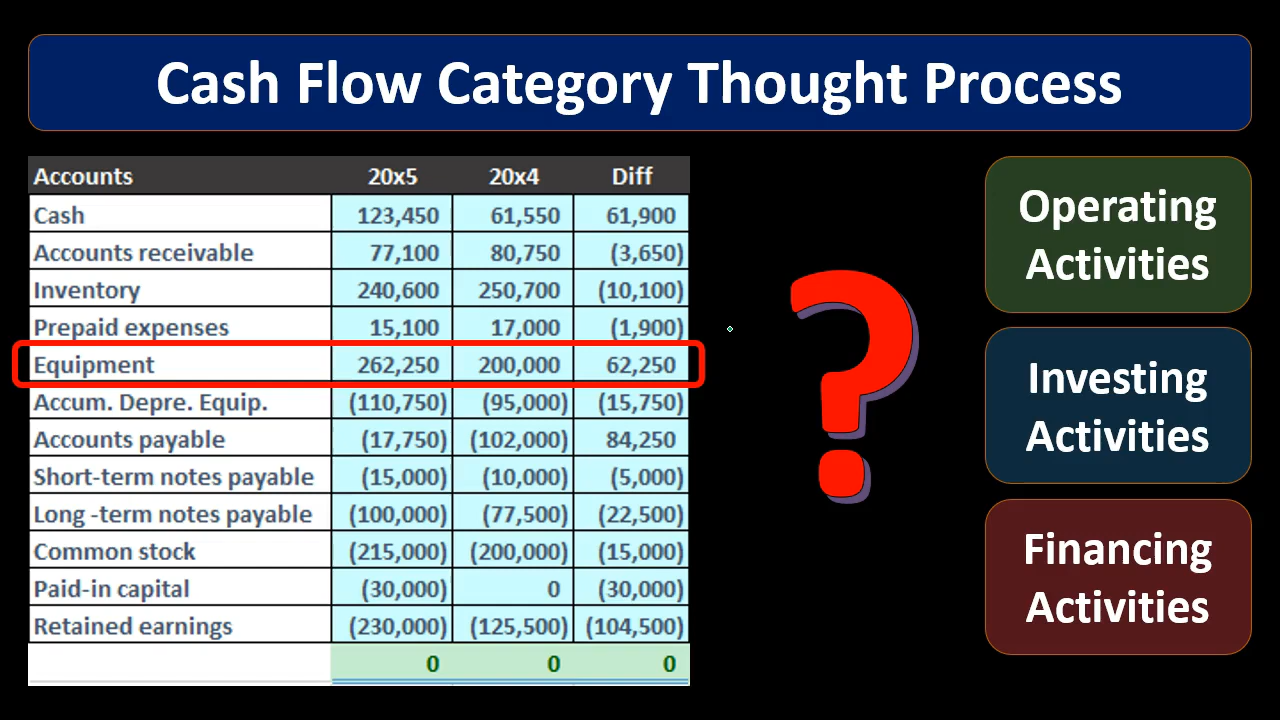 Cash Flow Category Thought Process
Accounts 20x5 20x4 Diff
Cash 123,450 61,550 61,900
Accounts receivable 77,100 80,750 (3,650)
Inventory 240,600 250,700 (10,100)
Prepaid expenses 15,100 17,000 (1,900)
Equipment 262,250 200,000 62,250
Accum. Depre. Equip. (110,750) (95,000) (15,750)
Accounts payable (17,750) (102,000) 84,250
Short-term notes payable (15,000) (10,000) (5,000)
Long -term notes payable (100,000) (77,500) (22,500)
Common stock (215,000) (200,000) (15,000)
Paid-in capital (30,000) 0 (30,000)
Retained earnings (230,000) (125,500) (104,500)
0 0 0
?
Operating
Activities
Investing
Activities
Financing
Activities